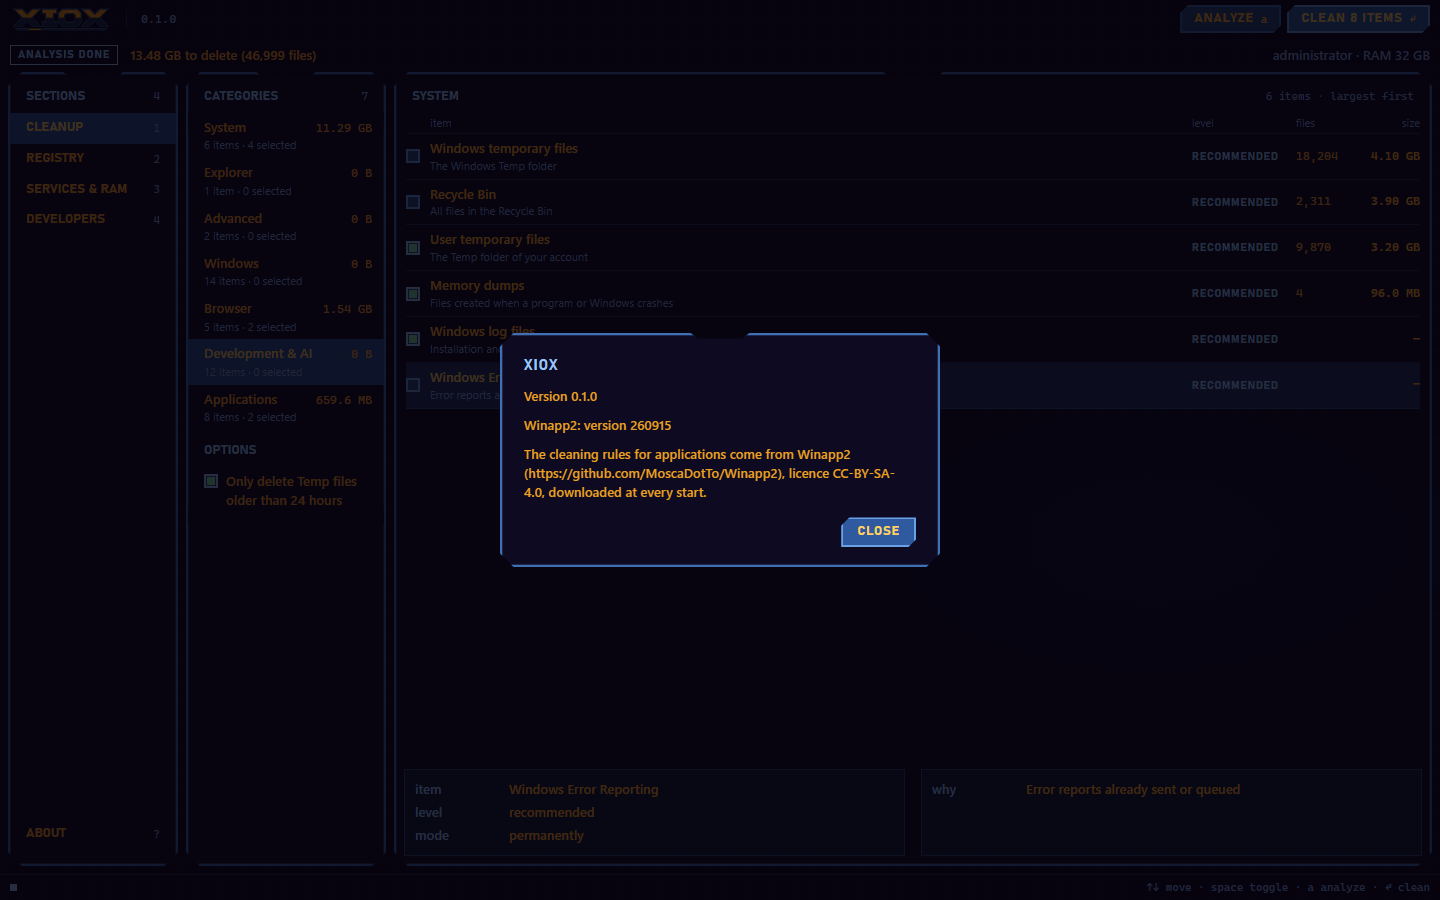 XIOX 0.1.0 ANALYZE a CLEAN 8 ITEMS ↲
ANALYSIS DONE 13.48 GB to delete (46,999 files) administrator · RAM 32 GB
SECTIONS 4
CLEANUP 1
REGISTRY 2
SERVICES & RAM 3
DEVELOPERS 4
ABOUT ?
CATEGORIES 7
System 11.29 GB
6 items · 4 selected
Explorer 0 B
1 item · 0 selected
Advanced 0 B
2 items · 0 selected
Windows 0 B
14 items · 0 selected
Browser 1.54 GB
5 items · 2 selected
Development & AI 0 B
12 items · 0 selected
Applications 659.6 MB
8 items · 2 selected
OPTIONS
Only delete Temp files
older than 24 hours
SYSTEM 6 items · largest first
item level files size
Windows temporary files RECOMMENDED 18,204 4.10 GB
The Windows Temp folder
Recycle Bin RECOMMENDED 2,311 3.90 GB
All files in the Recycle Bin
User temporary files RECOMMENDED 9,870 3.20 GB
The Temp folder of your account
Memory dumps RECOMMENDED 4 96.0 MB
Files created when a program or Windows crashes
Windows log files RECOMMENDED —
Installation an
Windows Er RECOMMENDED —
Error reports a
XIOX
Version 0.1.0
Winapp2: version 260915
The cleaning rules for applications come from Winapp2
(https://github.com/MoscaDotTo/Winapp2), licence CC-BY-SA-
4.0, downloaded at every start.
CLOSE
item Windows Error Reporting
level recommended
mode permanently
why Error reports already sent or queued
↑↓ move · space toggle · a analyze · ↲ clean